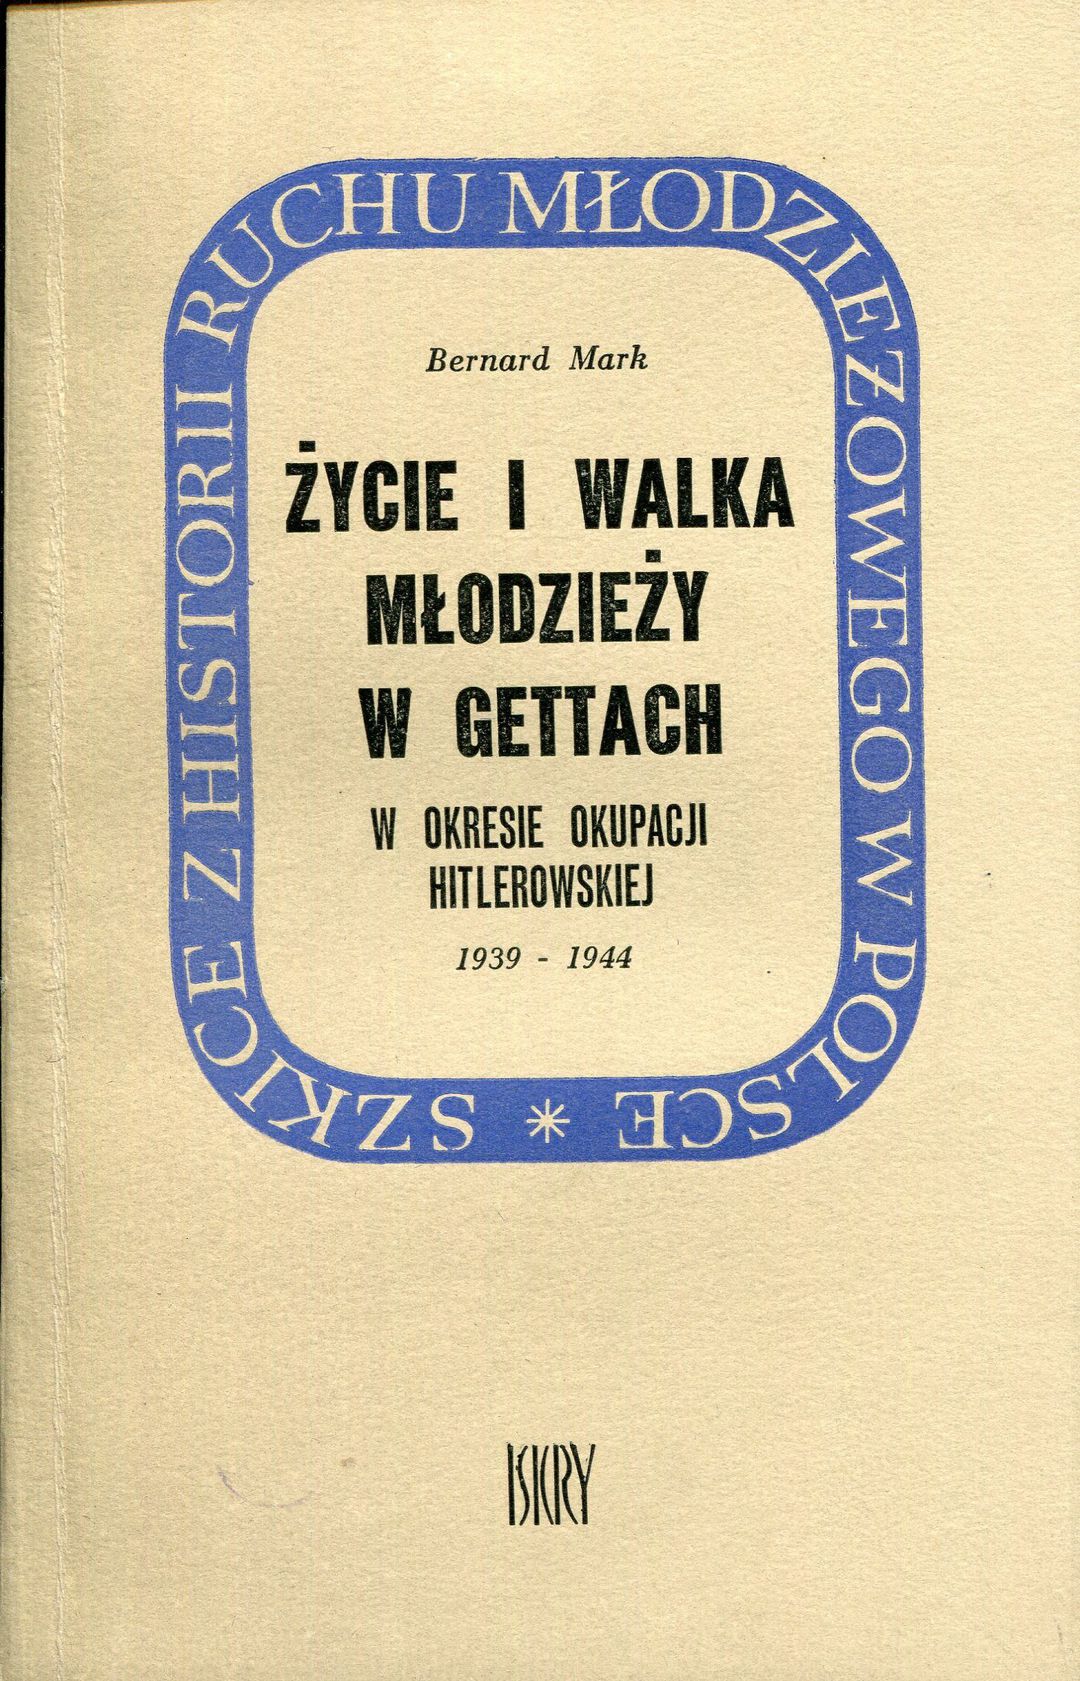 SZKICE Z HISTORII RUCHU MŁODZIEŻOWEGO W POLSCE *
Bernard Mark
ŻYCIE I WALKA
MŁODZIEŻY
W GETTACH
W OKRESIE OKUPACJI
HITLEROWSKIEJ
1939 - 1944
ISKRY